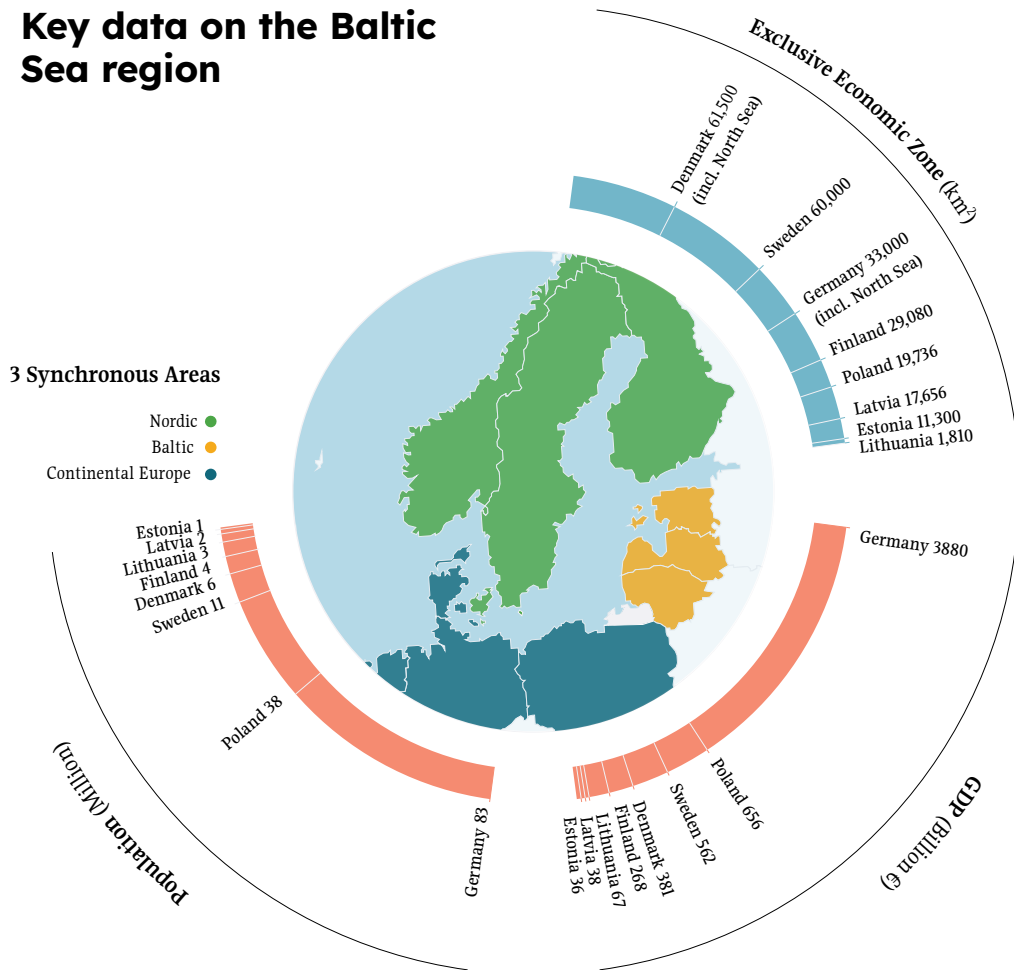 Key data on the Baltic
Sea region
Exclusive Economic Zone (km²)
Denmark 61,500
(incl. North Sea)
Sweden 60,000
Germany 33,000
(incl. North Sea)
Finland 29,080
Poland 19,736
Latvia 17,656
Estonia 11,300
Lithuania 1,810
3 Synchronous Areas
Nordic
Baltic
Continental Europe
Estonia 1
Latvia 2
Lithuania 3
Finland 4
Denmark 6
Sweden 11
Poland 38
Germany 83
Population (Million)
Germany 3880
Poland 656
Sweden 562
Denmark 381
Finland 268
Lithuania 67
Latvia 38
Estonia 36
GDP (Billion €)